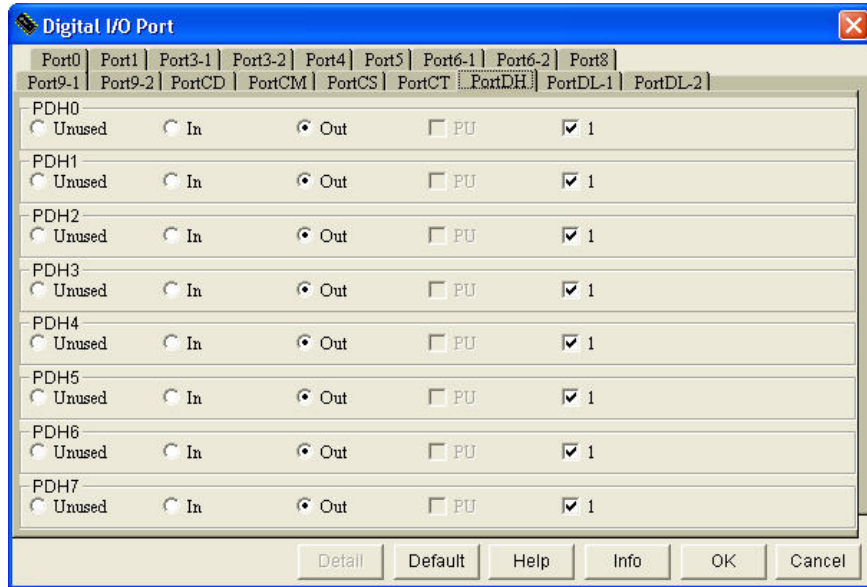 Digital I/O Port
Port0 Port1 Port3-1 Port3-2 Port4 Port5 Port6-1 Port6-2 Port8
Port9-1 Port9-2 PortCD PortCM PortCS PortCT PortDH PortDL-1 PortDL-2
PDH0
Unused In Out PU 1
PDH1
Unused In Out PU 1
PDH2
Unused In Out PU 1
PDH3
Unused In Out PU 1
PDH4
Unused In Out PU 1
PDH5
Unused In Out PU 1
PDH6
Unused In Out PU 1
PDH7
Unused In Out PU 1
Detail Default Help Info OK Cancel